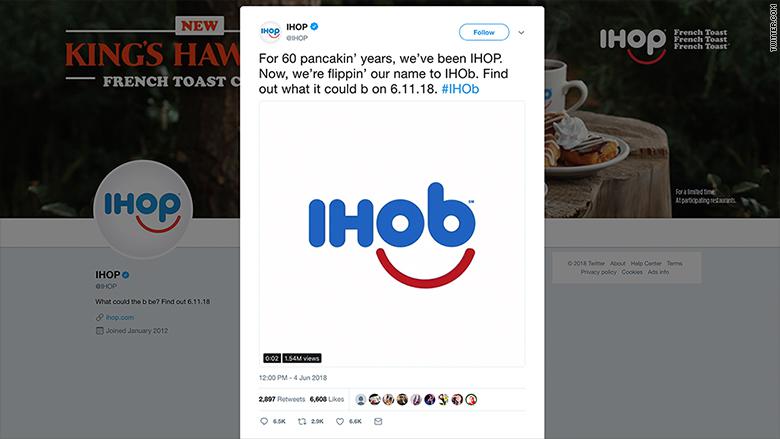 NEW
KING'S HAW
FRENCH TOAST C
IHOP
French Toast
French Toast
French Toast
For a limited time.
At participating restaurants.
TWITTER.COM
IHOP
IHOP
@IHOP
What could the b be? Find out 6.11.18
ihop.com
Joined January 2012
IHOP
IHOP
@IHOP
Follow
For 60 pancakin' years, we've been IHOP.
Now, we're flippin' our name to IHOb. Find
out what it could b on 6.11.18. #IHOb
IHOb
SM
0:02 1.54M views
12:00 PM - 4 Jun 2018
2,897 Retweets 6,608 Likes
6.5K 2.9K 6.6K
© 2018 Twitter About Help Center Terms
Privacy policy Cookies Ads info